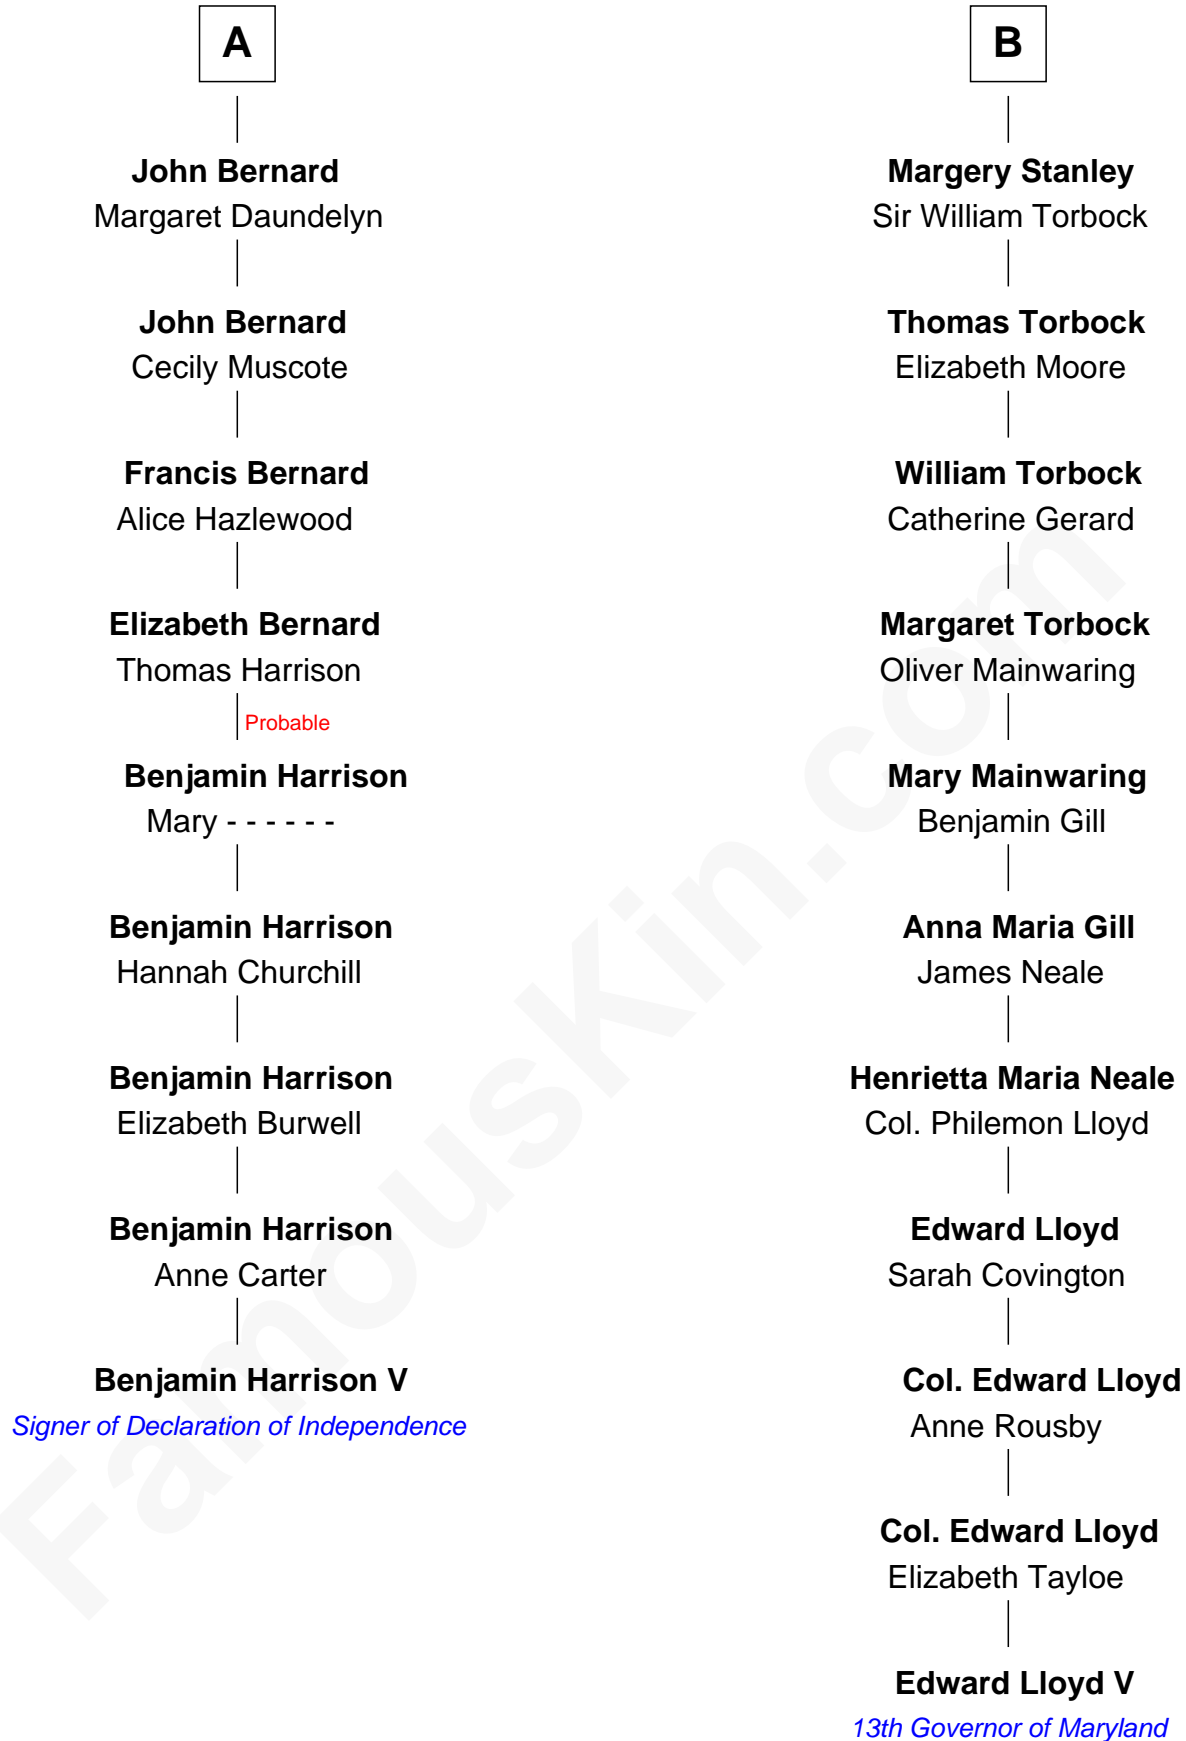 A
John Bernard
Margaret Daundelyn
John Bernard
Cecily Muscote
Francis Bernard
Alice Hazlewood
Elizabeth Bernard
Thomas Harrison
Probable
Benjamin Harrison
Mary - - - - - -
Benjamin Harrison
Hannah Churchill
Benjamin Harrison
Elizabeth Burwell
Benjamin Harrison
Anne Carter
Benjamin Harrison V
Signer of Declaration of Independence
B
Margery Stanley
Sir William Torbock
Thomas Torbock
Elizabeth Moore
William Torbock
Catherine Gerard
Margaret Torbock
Oliver Mainwaring
Mary Mainwaring
Benjamin Gill
Anna Maria Gill
James Neale
Henrietta Maria Neale
Col. Philemon Lloyd
Edward Lloyd
Sarah Covington
Col. Edward Lloyd
Anne Rousby
Col. Edward Lloyd
Elizabeth Tayloe
Edward Lloyd V
13th Governor of Maryland
FamousKin.com